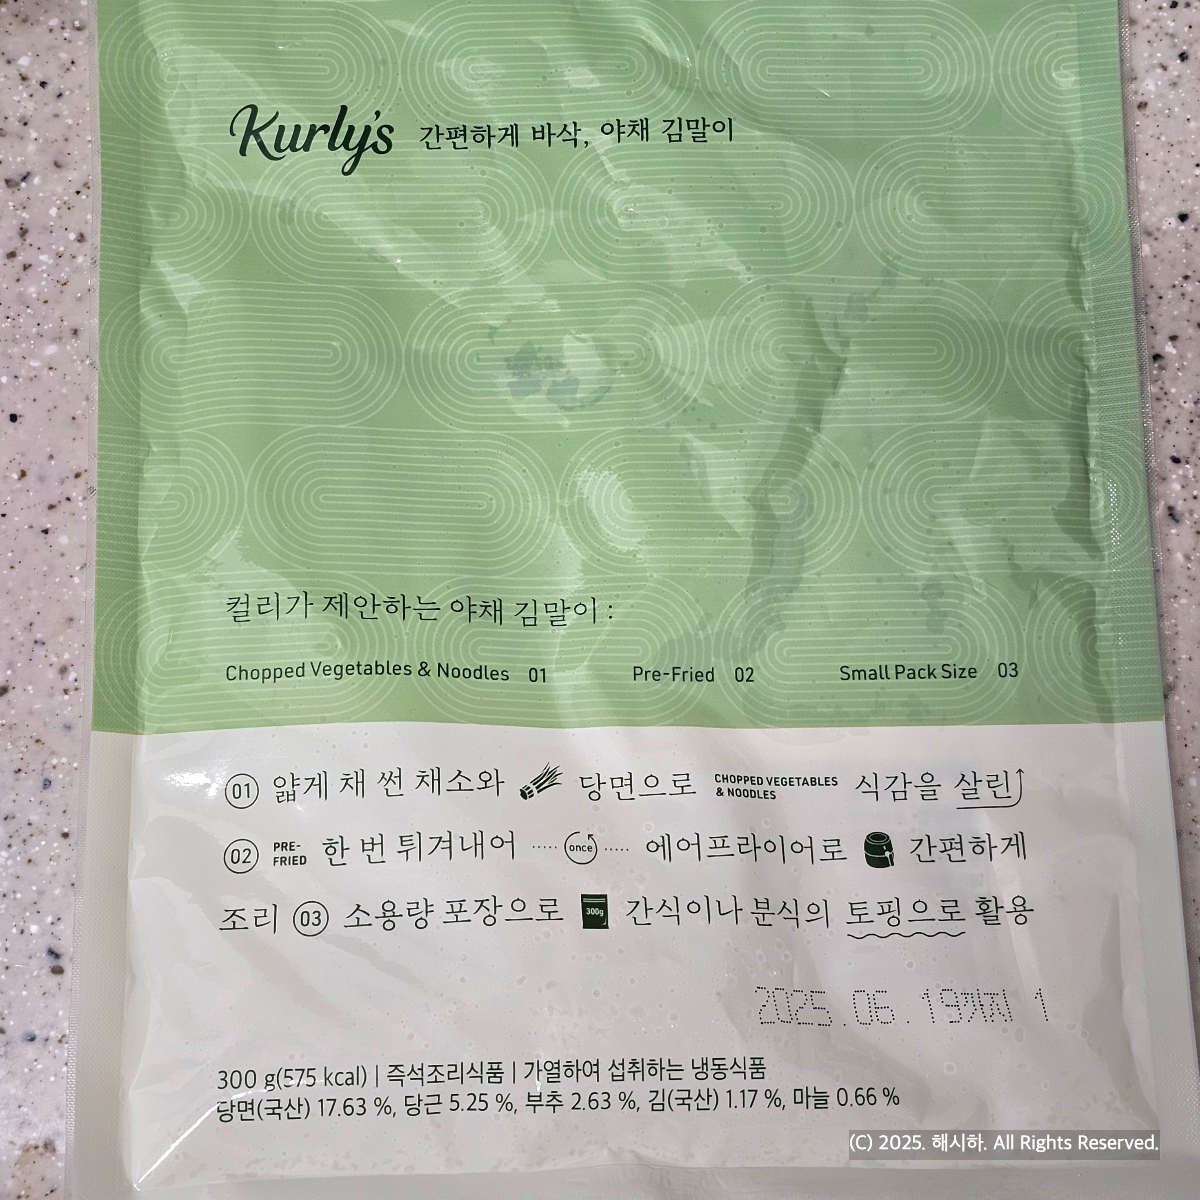 Kurly's 간편하게 바삭, 야채 김말이
컬리가 제안하는 야채 김말이 :
Chopped Vegetables & Noodles 01 Pre-Fried 02 Small Pack Size 03
01 얇게 채 썬 채소와 당면으로 CHOPPED VEGETABLES & NOODLES 식감을 살린
02 PRE-FRIED 한 번 튀겨내어 once 에어프라이어로 간편하게
조리 03 소용량 포장으로 300g 간식이나 분식의 토핑으로 활용
2025.06.19까지 1
300 g(575 kcal) | 즉석조리식품 | 가열하여 섭취하는 냉동식품
당면(국산) 17.63 %, 당근 5.25 %, 부추 2.63 %, 김(국산) 1.17 %, 마늘 0.66 %
(C) 2025. 해시하. All Rights Reserved.